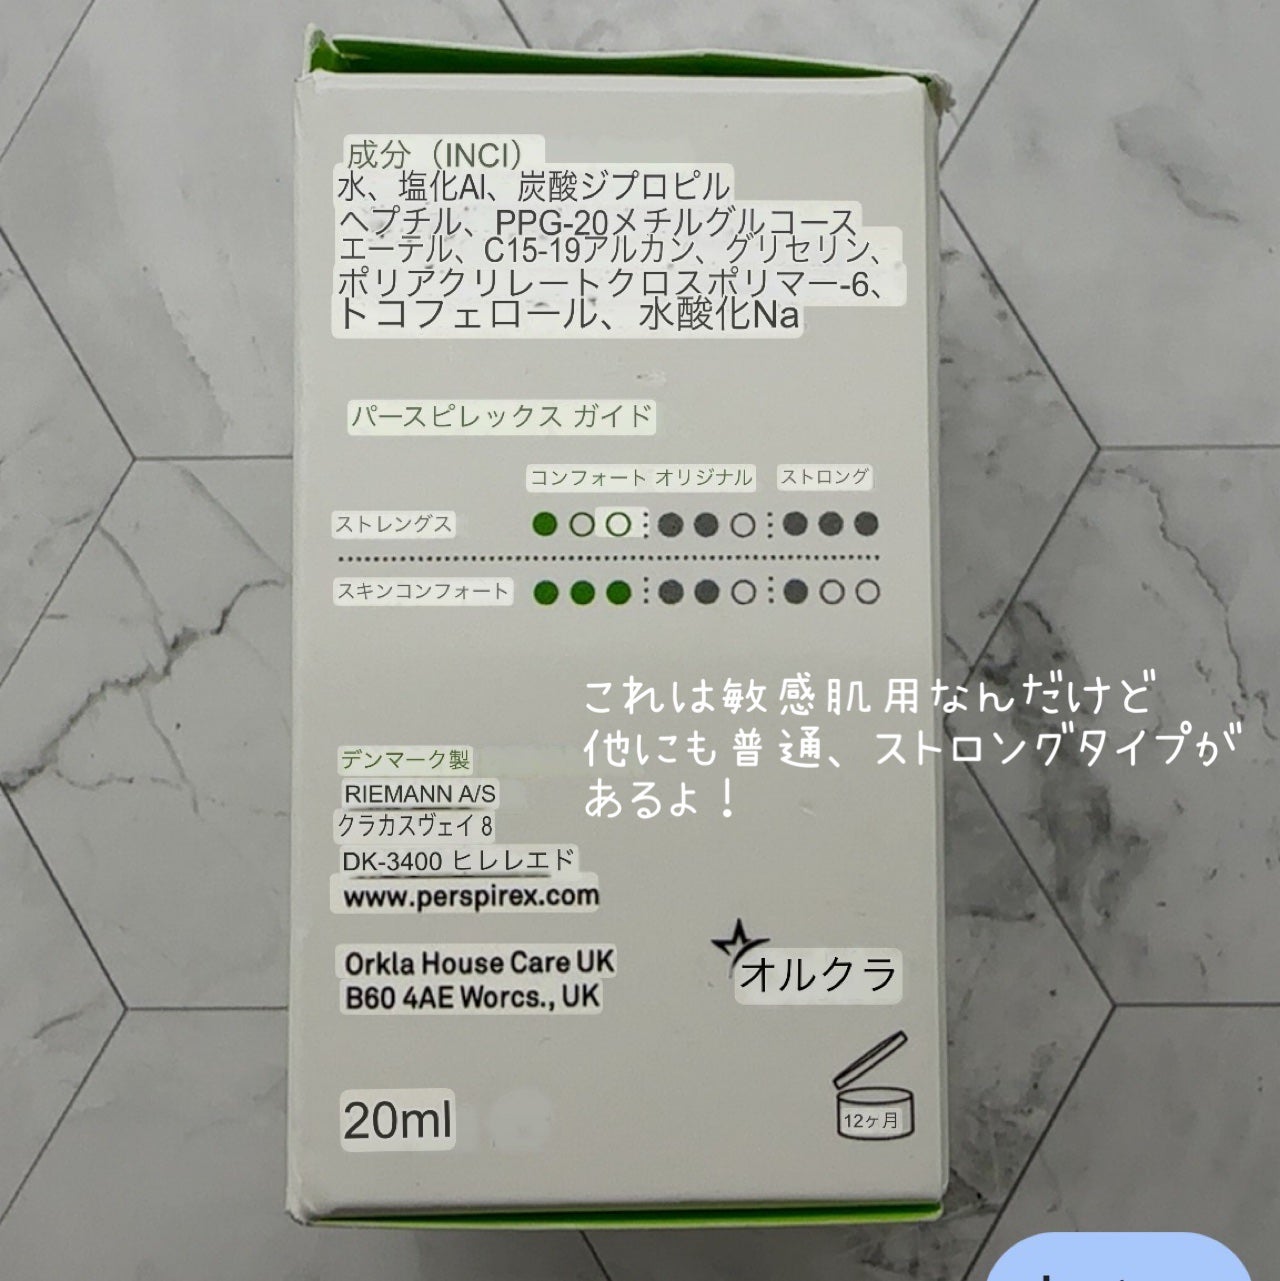 成分（INCI）
水、塩化Al、炭酸ジプロピル
ヘプチル、PPG-20メチルグルコース
エーテル、C15-19アルカン、グリセリン、
ポリアクリレートクロスポリマー-6、
トコフェロール、水酸化Na
パースピレックス ガイド
コンフォート オリジナル ストロング
ストレングス
スキンコンフォート
これは敏感肌用なんだけど
他にも普通、ストロングタイプが
あるよ！
デンマーク製
RIEMANN A/S
クラカスヴェイ 8
DK-3400 ヒレレエド
www.perspirex.com
Orkla House Care UK
B60 4AE Worcs., UK
オルクラ
20ml
12ヶ月